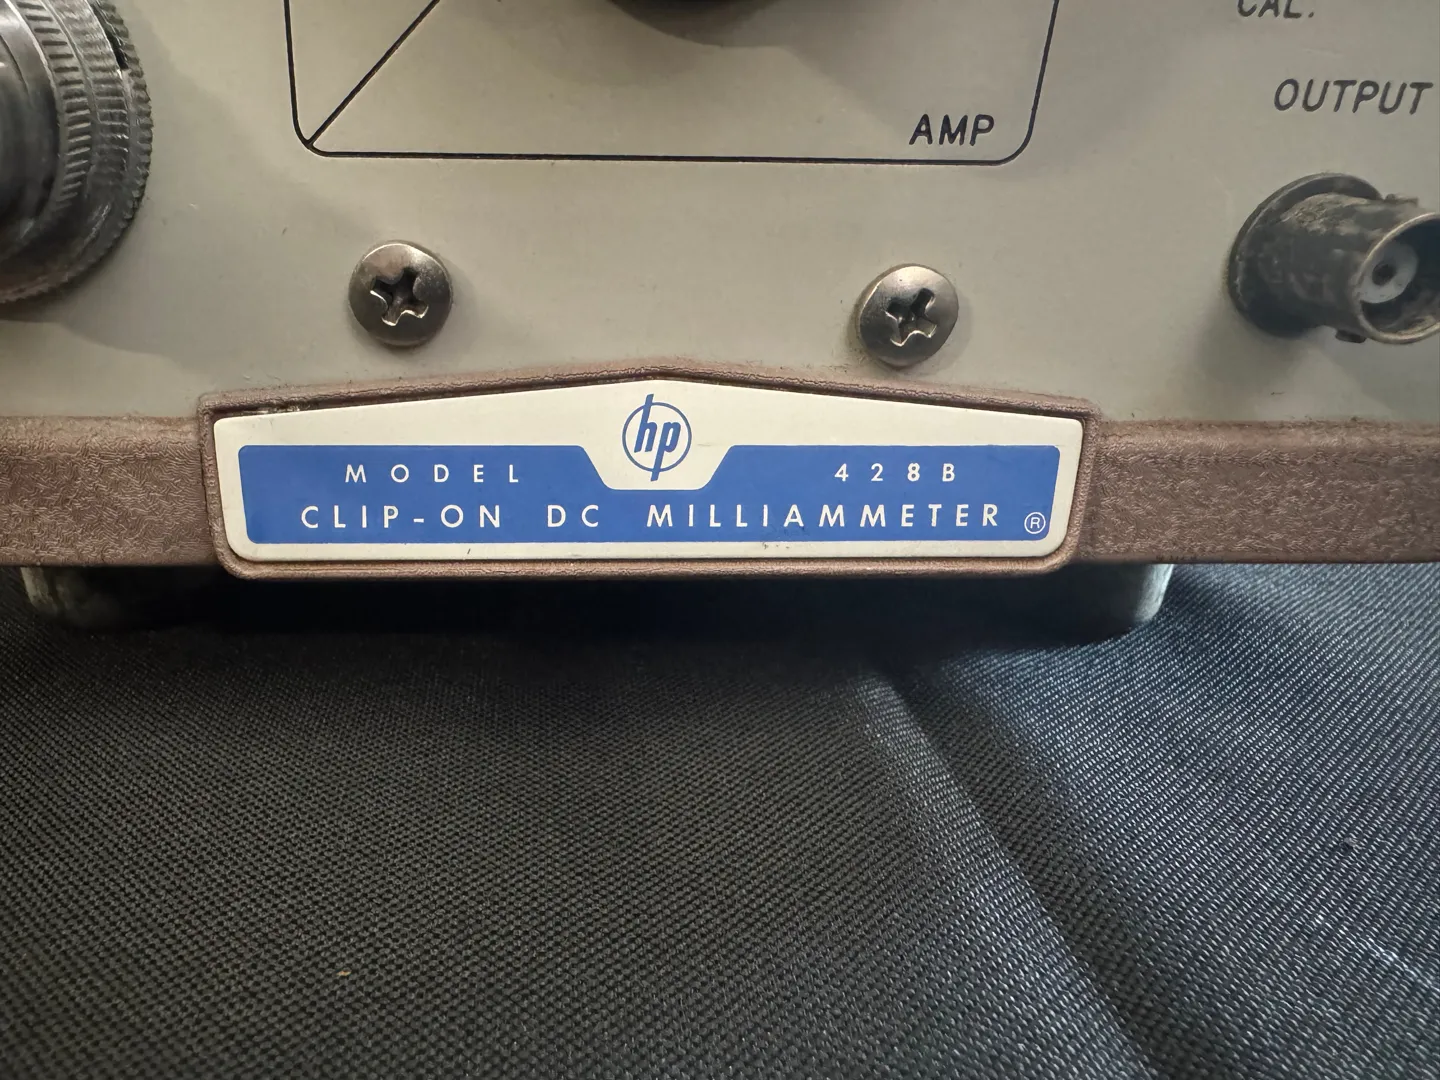 CAL.
OUTPUT
AMP
hp
MODEL 428B
CLIP-ON DC MILLIAMMETER ®